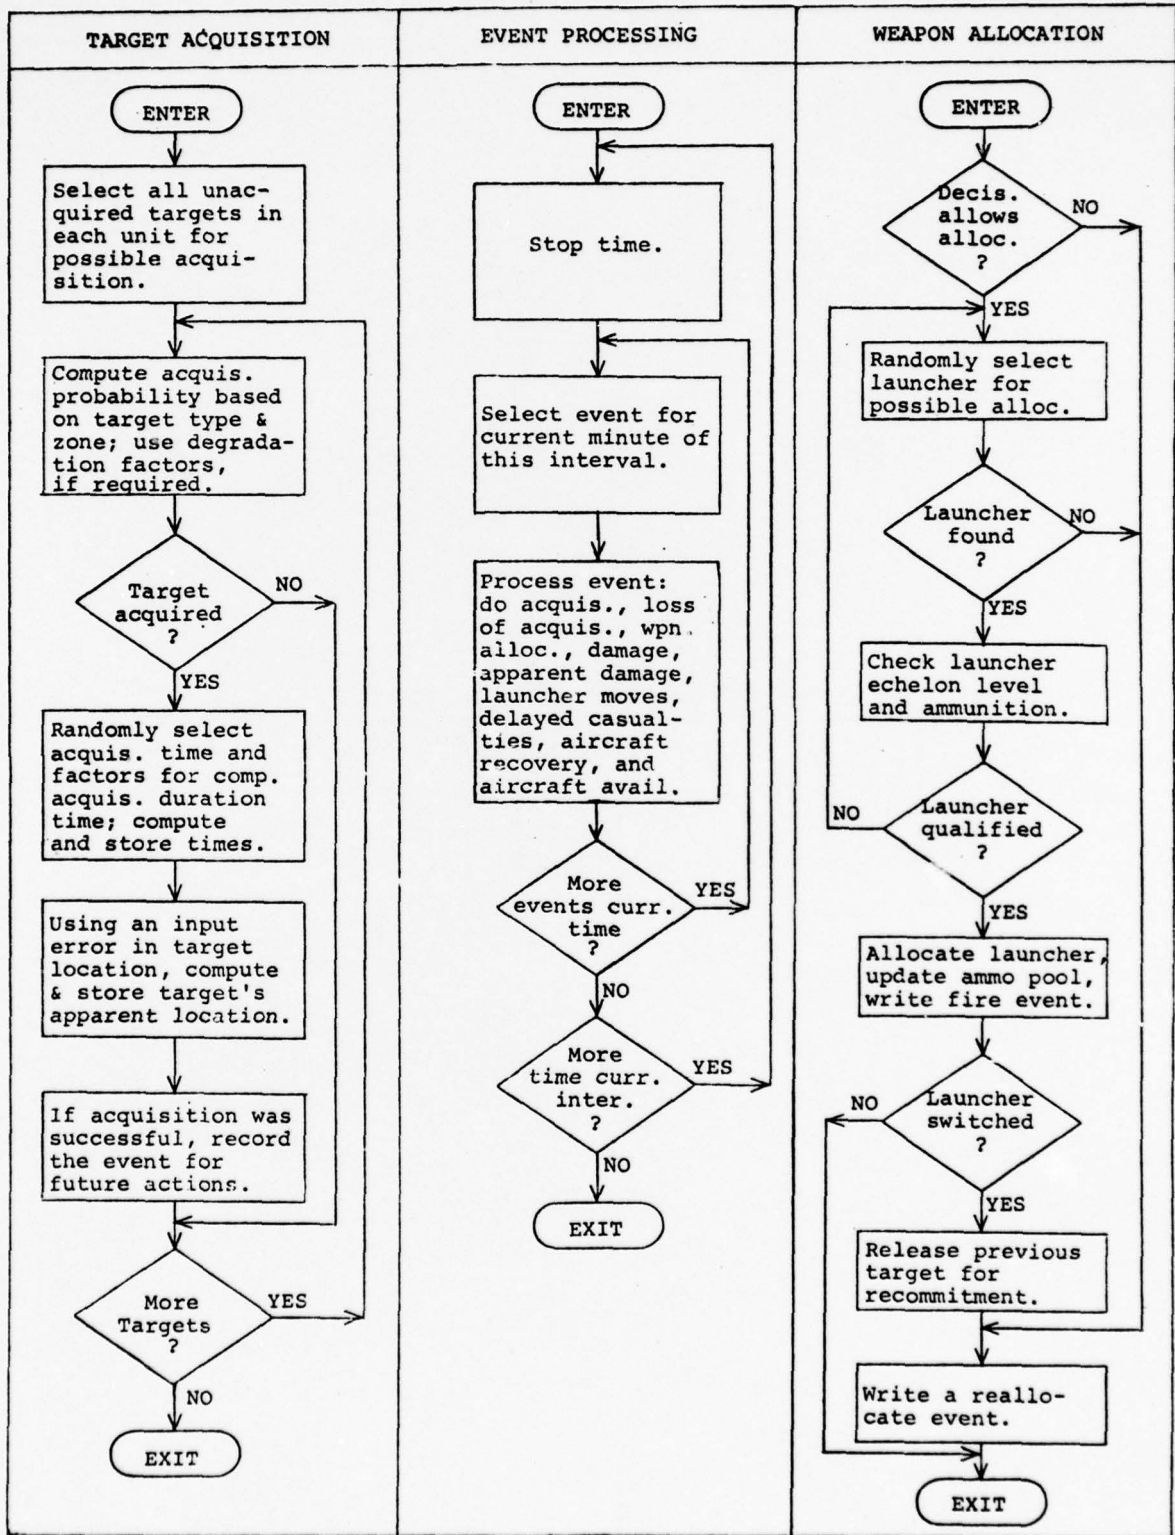 TARGET ACQUISITION
ENTER
Select all unac-
quired targets in
each unit for
possible acqui-
sition.
Compute acquis.
probability based
on target type &
zone; use degrada-
tion factors,
if required.
Target
acquired
?
NO
YES
Randomly select
acquis. time and
factors for comp.
acquis. duration
time; compute
and store times.
Using an input
error in target
location, compute
& store target's
apparent location.
If acquisition was
successful, record
the event for
future actions.
More
Targets
?
YES
NO
EXIT
EVENT PROCESSING
ENTER
Stop time.
Select event for
current minute of
this interval.
Process event:
do acquis., loss
of acquis., wpn.
alloc., damage,
apparent damage,
launcher moves,
delayed casual-
ties, aircraft
recovery, and
aircraft avail.
More
events curr.
time
?
YES
NO
More
time curr.
inter.
?
YES
NO
EXIT
WEAPON ALLOCATION
ENTER
Decis.
allows
alloc.
?
NO
YES
Randomly select
launcher for
possible alloc.
Launcher
found
?
NO
YES
Check launcher
echelon level
and ammunition.
Launcher
qualified
?
NO
YES
Allocate launcher,
update ammo pool,
write fire event.
Launcher
switched
?
NO
YES
Release previous
target for
recommitment.
Write a reallo-
cate event.
EXIT